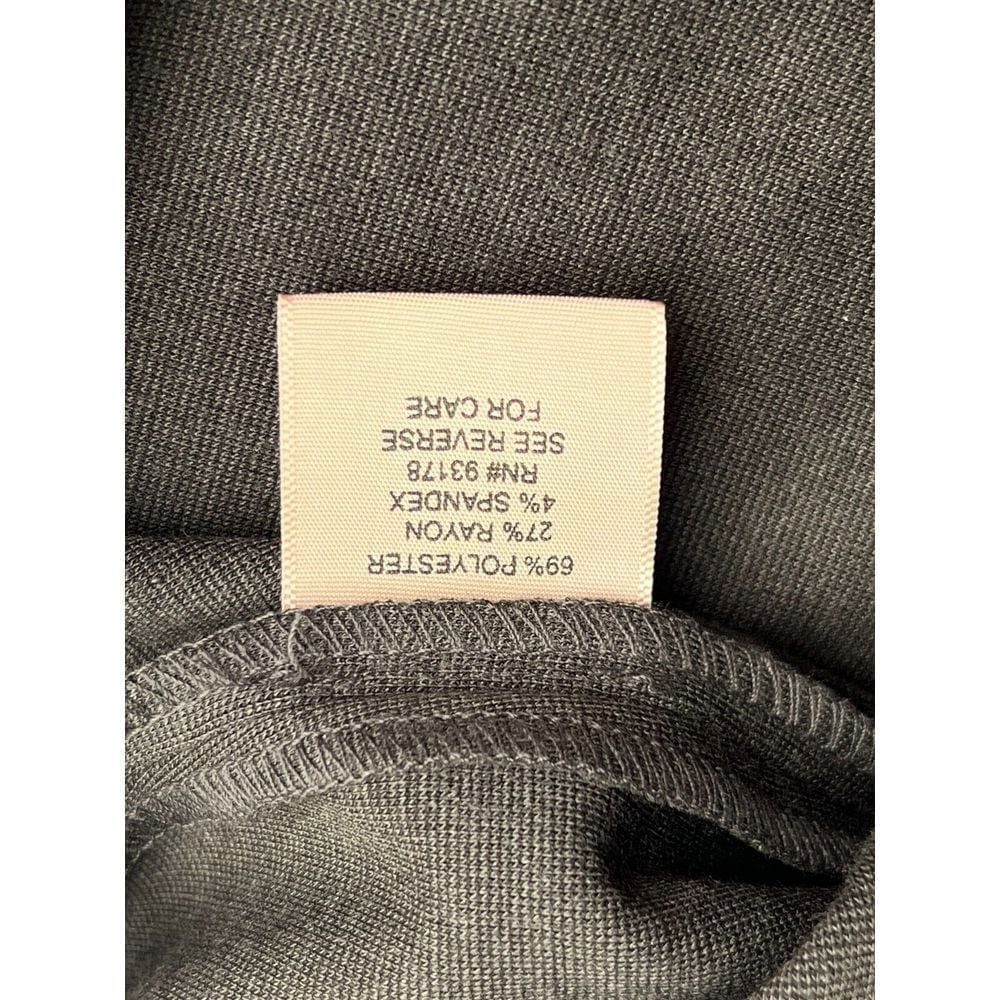 69% POLYESTER
27% RAYON
4% SPANDEX
RN# 93178
SEE REVERSE
FOR CARE